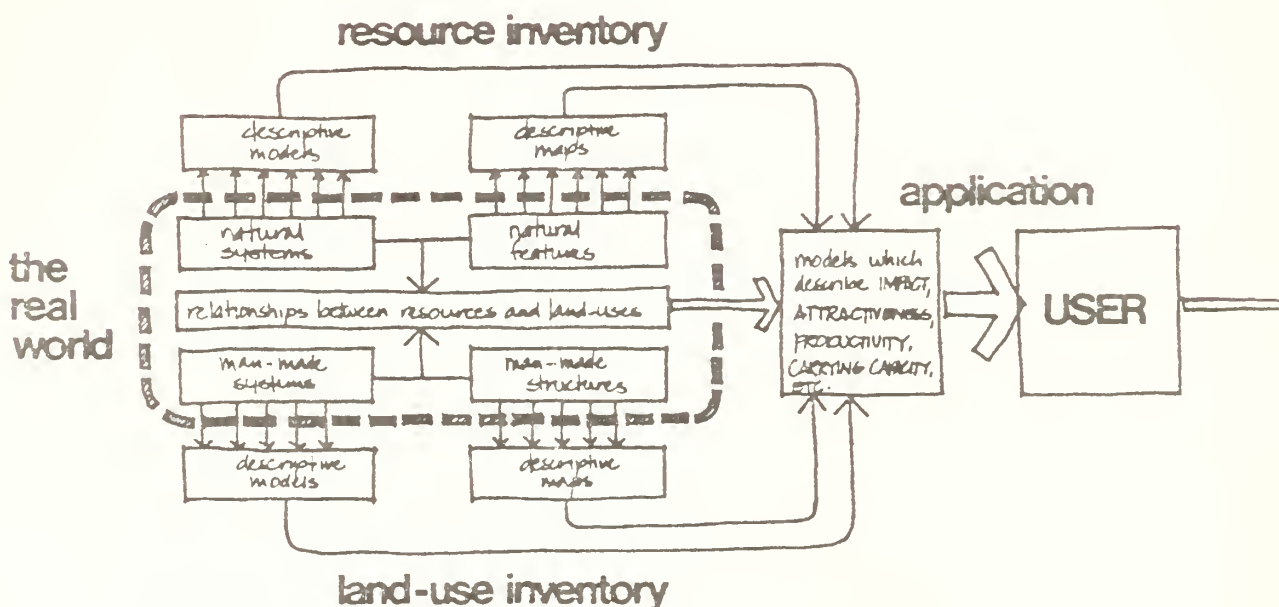 resource inventory
descriptive
models
descriptive
maps
application
the
real
world
natural
systems
natural
features
relationships between resources and land-uses
man-made
systems
man-made
structures
descriptive
models
descriptive
maps
models which
describe IMPACT,
ATTRACTIVENESS,
PRODUCTIVITY,
CARRYING CAPACITY,
ETC.
USER
land-use inventory